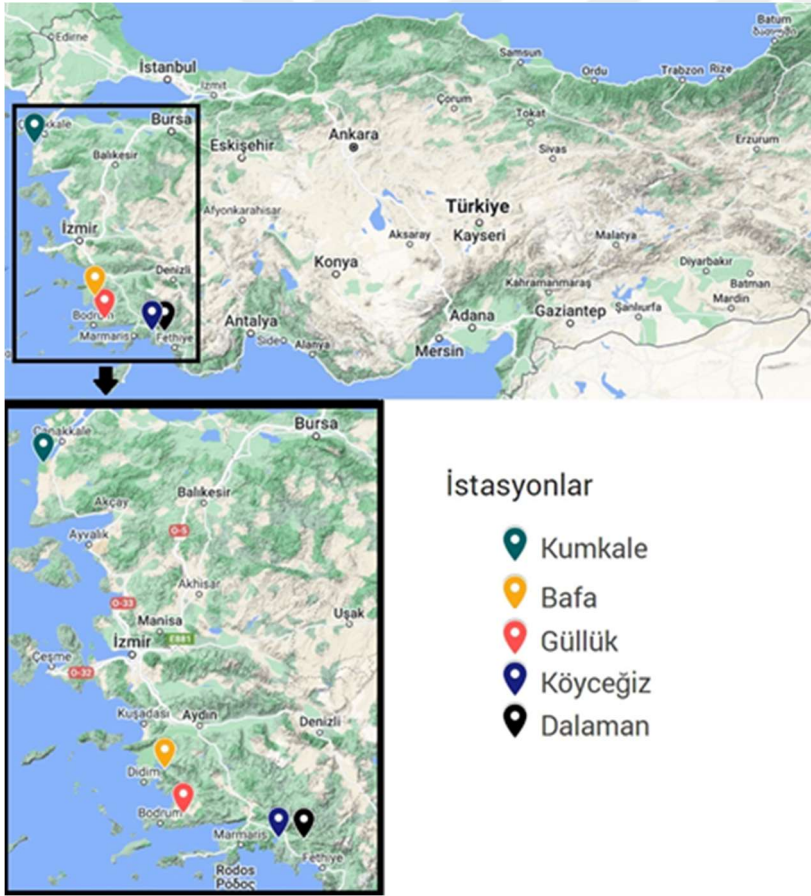 Edirne
İstanbul
İzmit
Samsun
Ordu
Trabzon
Rize
Batum
ბათუმი
Bursa
Balıkesir
Eskişehir
Ankara
Çorum
Tokat
Sivas
Erzurum
Türkiye
Kayseri
Afyonkarahisar
Aksaray
Malatya
İzmir
Denizli
Konya
Diyarbakır
Batman
Mardin
Kahramanmaraş
Gaziantep
Şanlıurfa
Adana
Mersin
Antalya
Side
Alanya
Bodrum
Marmaris
Fethiye
Çanakkale
Bursa
Akçay
Balıkesir
O-5
Ayvalık
Akhisar
O-33
Manisa
E881
Uşak
İzmir
Çeşme
O-32
Kuşadası
Aydın
Denizli
Didim
Bodrum
Marmaris
Fethiye
Rodos
Ρόδος
İstasyonlar
Kumkale
Bafa
Güllük
Köyceğiz
Dalaman